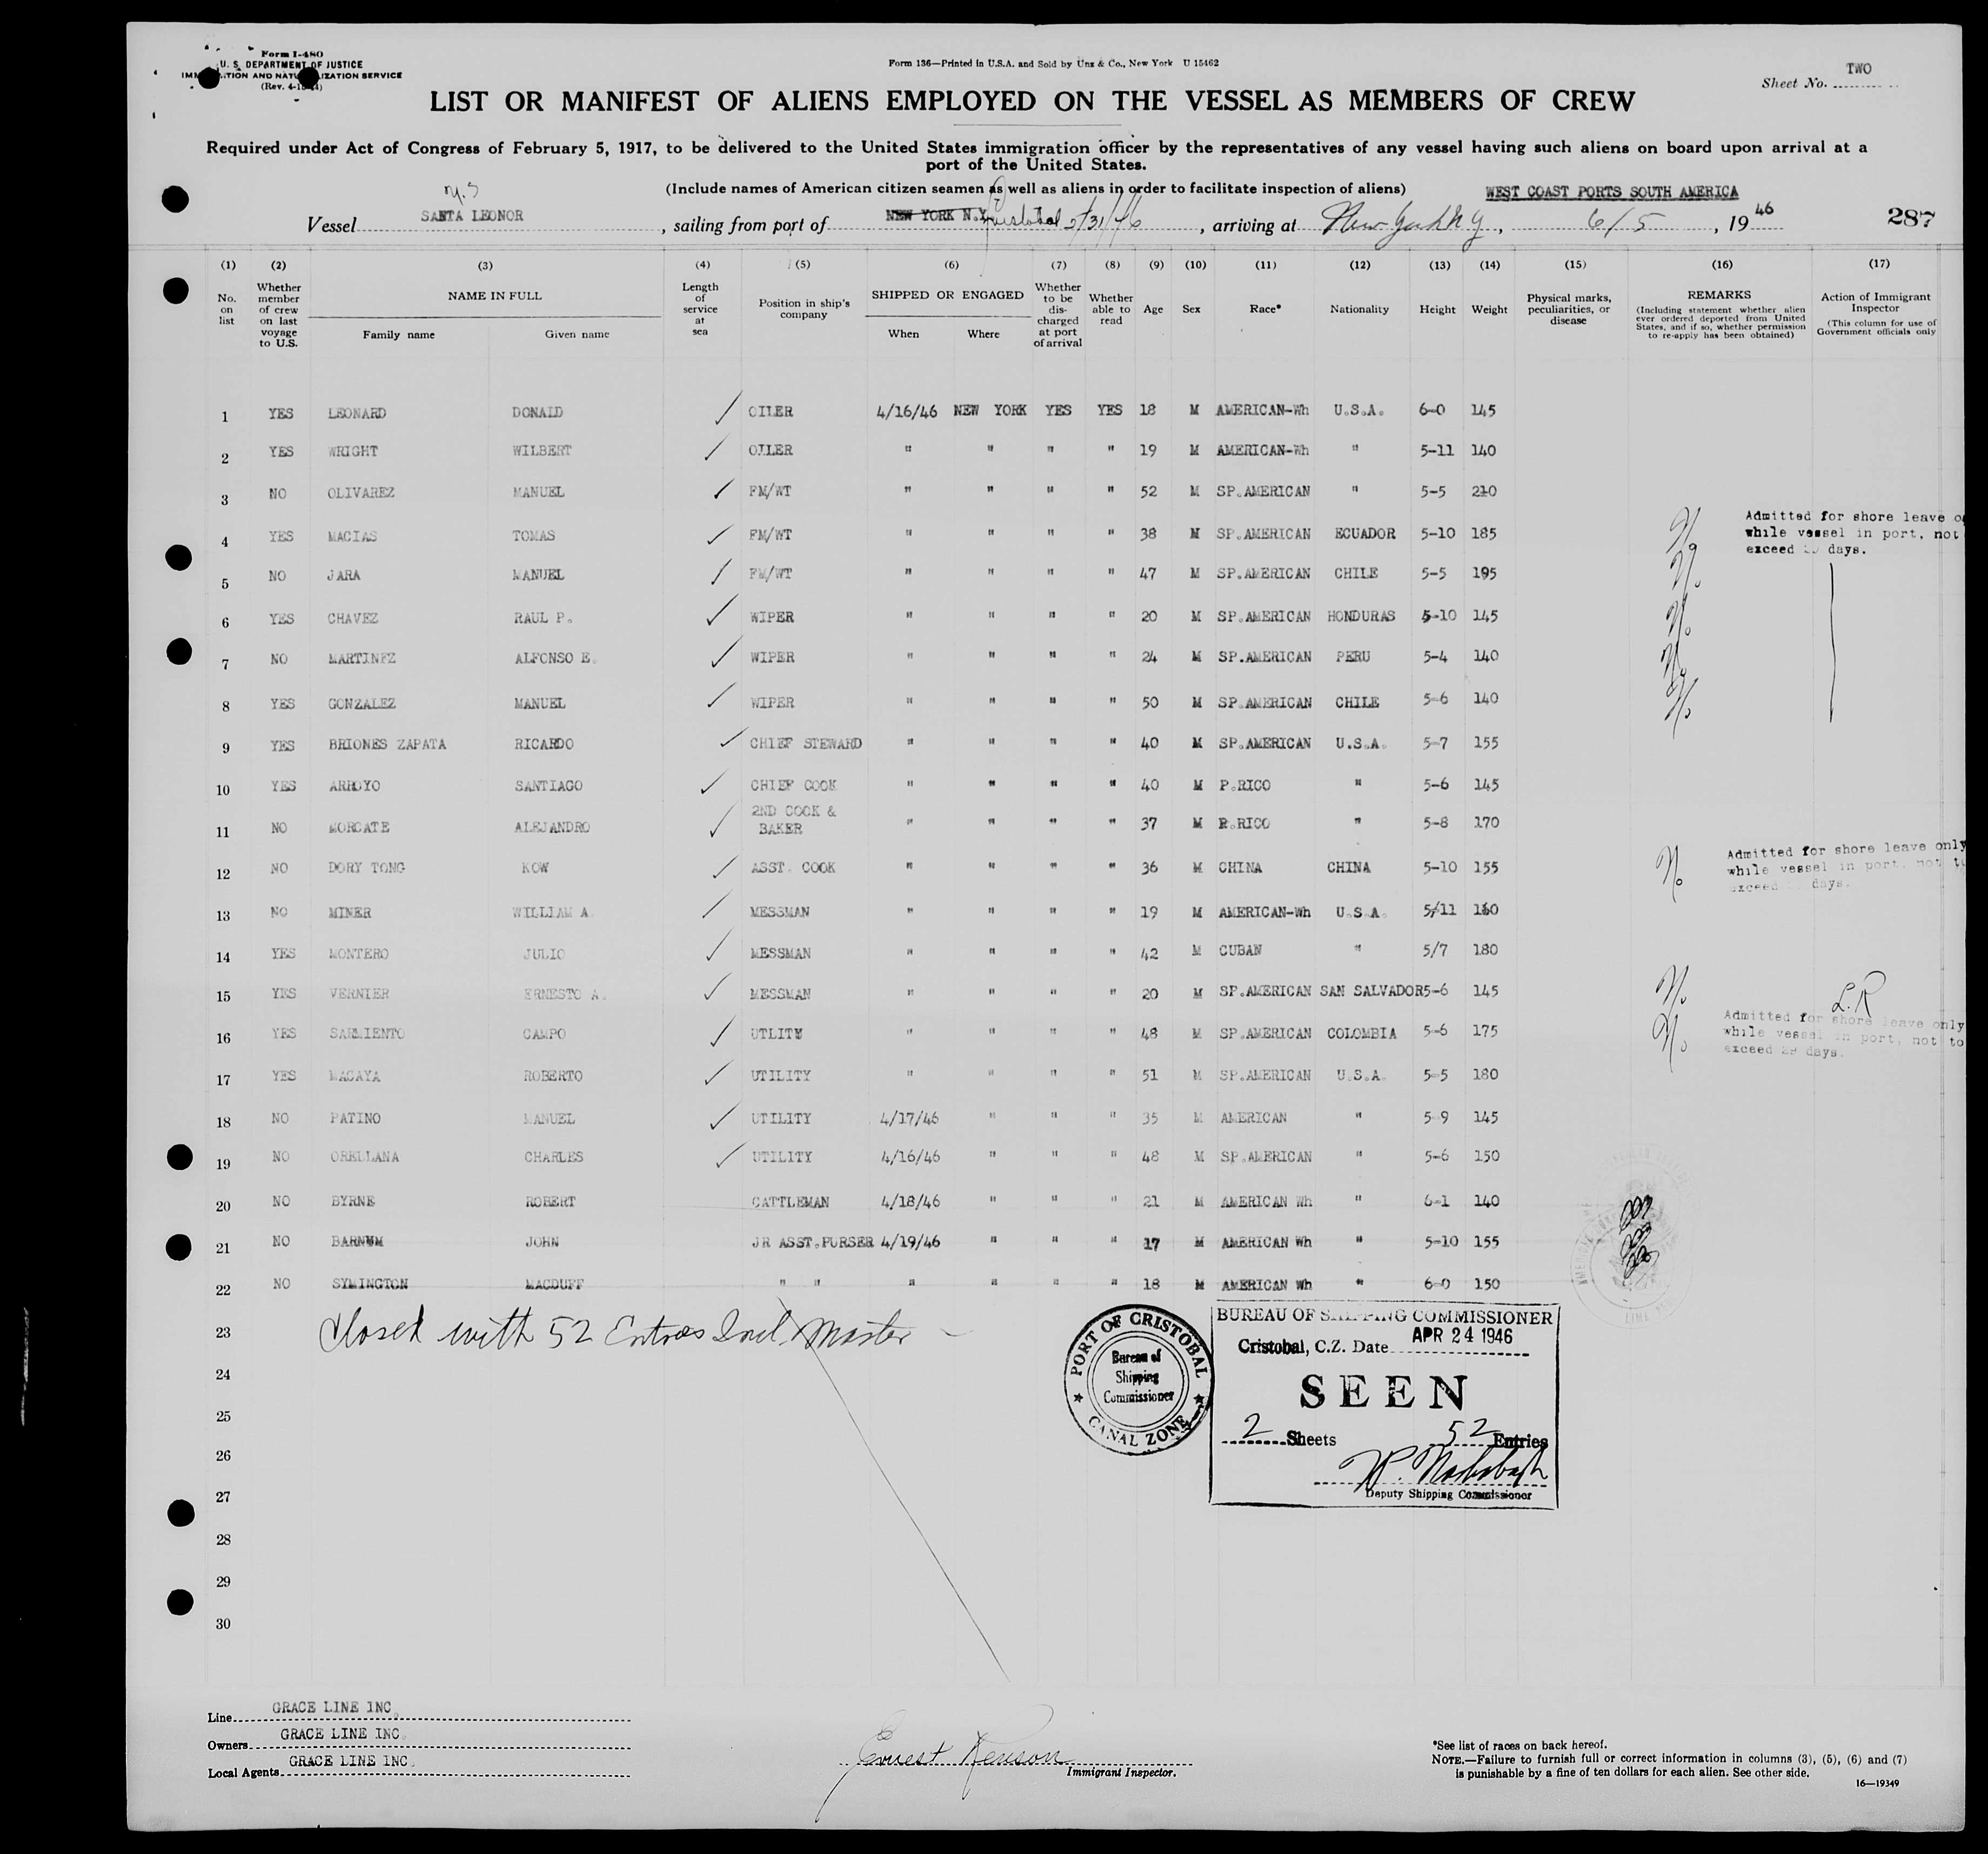 Form I-480
U. S. DEPARTMENT OF JUSTICE
IMMIGRATION AND NATURALIZATION SERVICE
(Rev. 4-15-44)
Form 136—Printed in U.S.A. and Sold by Unz & Co., New York U 15462
Sheet No. TWO
LIST OR MANIFEST OF ALIENS EMPLOYED ON THE VESSEL AS MEMBERS OF CREW
Required under Act of Congress of February 5, 1917, to be delivered to the United States immigration officer by the representatives of any vessel having such aliens on board upon arrival at a
port of the United States.
(Include names of American citizen seamen as well as aliens in order to facilitate inspection of aliens)
WEST COAST PORTS SOUTH AMERICA
Vessel M.S SANTA LEONOR, sailing from port of NEW YORK N.Y. Cristobal 5/31/46, arriving at New York N Y, 6/5, 1946
287
(1) (2) (3) (4) (5) (6) (7) (8) (9) (10) (11) (12) (13) (14) (15) (16) (17)
No. on list
Whether member of crew on last voyage to U.S.
NAME IN FULL
Family name Given name
Length of service at sea
Position in ship's company
SHIPPED OR ENGAGED
When Where
Whether to be discharged at port of arrival
Whether able to read
Age
Sex
Race*
Nationality
Height
Weight
Physical marks, peculiarities, or disease
REMARKS
(Including statement whether alien ever ordered deported from United States, and if so, whether permission to re-apply has been obtained)
Action of Immigrant Inspector
(This column for use of Government officials only
1 YES LEONARD DONALD OILER 4/16/46 NEW YORK YES YES 18 M AMERICAN-Wh U.S.A. 6-0 145
2 YES WRIGHT WILBERT OILER " " " " 19 M AMERICAN-Wh " 5-11 140
3 NO OLIVAREZ MANUEL FM/WT " " " " 52 M SP.AMERICAN " 5-5 210
4 YES MACIAS TOMAS FM/WT " " " " 38 M SP.AMERICAN ECUADOR 5-10 185 No
Admitted for shore leave o
while vessel in port, not
exceed days.
5 NO JARA MANUEL FM/WT " " " " 47 M SP.AMERICAN CHILE 5-5 195 No
6 YES CHAVEZ RAUL P. WIPER " " " " 20 M SP.AMERICAN HONDURAS 5-10 145 No
7 NO MARTINEZ ALFONSO E. WIPER " " " " 24 M SP.AMERICAN PERU 5-4 140 No
8 YES GONZALEZ MANUEL WIPER " " " " 50 M SP.AMERICAN CHILE 5-6 140 No
9 YES BRIONES ZAPATA RICARDO CHIEF STEWARD " " " " 40 M SP.AMERICAN U.S.A. 5-7 155
10 YES ARROYO SANTIAGO CHIEF COOK " " " " 40 M P.RICO " 5-6 145
11 NO MORCATE ALEJANDRO 2ND COOK & BAKER " " " " 37 M P.RICO " 5-8 170
12 NO DORY TONG KOW ASST. COOK " " " " 36 M CHINA CHINA 5-10 155 No
Admitted for shore leave only
while vessel in port, not to
exceed days.
13 NO MINER WILLIAM A. MESSMAN " " " " 19 M AMERICAN-Wh U.S.A. 5/11 160
14 YES MONTERO JULIO MESSMAN " " " " 42 M CUBAN " 5/7 180
15 YES VERNIER ERNESTO A. MESSMAN " " " " 20 M SP.AMERICAN SAN SALVADOR 5-6 145 No L.R
16 YES SARMIENTO CAMPO UTLITY " " " " 48 M SP.AMERICAN COLOMBIA 5-6 175 No
Admitted for shore leave only
while vessel in port, not to
exceed 29 days.
17 YES MACAYA ROBERTO UTILITY " " " " 51 M SP.AMERICAN U.S.A. 5-5 180
18 NO PATINO MANUEL UTILITY 4/17/46 " " " 35 M AMERICAN " 5-9 145
19 NO ORELLANA CHARLES UTILITY 4/16/46 " " " 48 M SP.AMERICAN " 5-6 150
20 NO BYRNE ROBERT CATTLEMAN 4/18/46 " " " 21 M AMERICAN Wh " 6-1 140
21 NO BARNUM JOHN JR ASST.PURSER 4/19/46 " " " 17 M AMERICAN Wh " 5-10 155
22 NO SYMINGTON MACDUFF " " " " " " 18 M AMERICAN Wh " 6-0 150
23 Closed with 52 Entries Incl. Master
24
25
26
27
28
29
30
PORT OF CRISTOBAL
Bureau of
Shipping
Commissioner
CANAL ZONE
BUREAU OF SHIPPING COMMISSIONER
Cristobal, C.Z. Date APR 24 1946
SEEN
2 Sheets 52 Entries
Deputy Shipping Commissioner
Line GRACE LINE INC.
Owners GRACE LINE INC.
Local Agents GRACE LINE INC.
Ernest Renson
Immigrant Inspector.
*See list of races on back hereof.
NOTE.—Failure to furnish full or correct information in columns (3), (5), (6) and (7)
is punishable by a fine of ten dollars for each alien. See other side.
16—19349